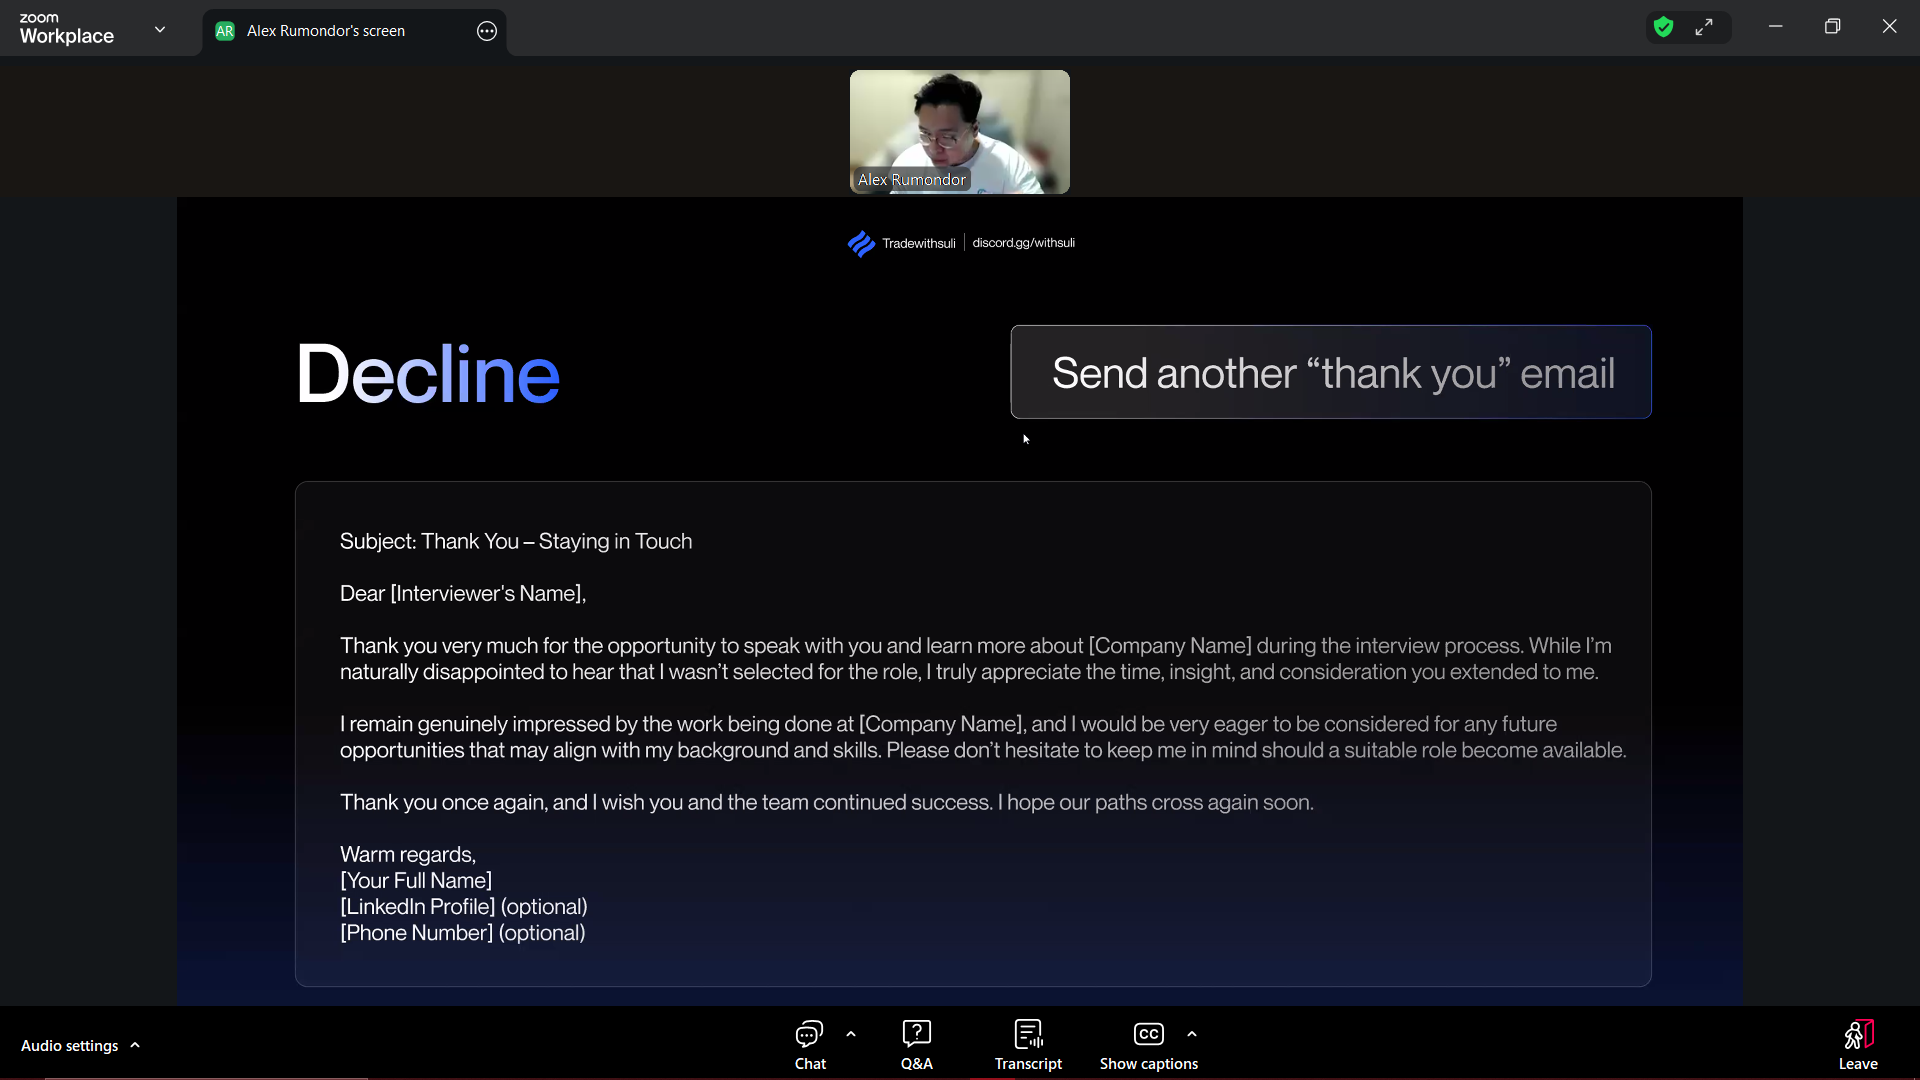 zoom
Workplace
AR Alex Rumondor's screen
Alex Rumondor
Tradewithsuli | discord.gg/withsuli
Decline
Send another “thank you” email
Subject: Thank You – Staying in Touch
Dear [Interviewer's Name],
Thank you very much for the opportunity to speak with you and learn more about [Company Name] during the interview process. While I’m
naturally disappointed to hear that I wasn’t selected for the role, I truly appreciate the time, insight, and consideration you extended to me.
I remain genuinely impressed by the work being done at [Company Name], and I would be very eager to be considered for any future
opportunities that may align with my background and skills. Please don’t hesitate to keep me in mind should a suitable role become available.
Thank you once again, and I wish you and the team continued success. I hope our paths cross again soon.
Warm regards,
[Your Full Name]
[LinkedIn Profile] (optional)
[Phone Number] (optional)
Audio settings
Chat
Q&A
Transcript
CC
Show captions
Leave